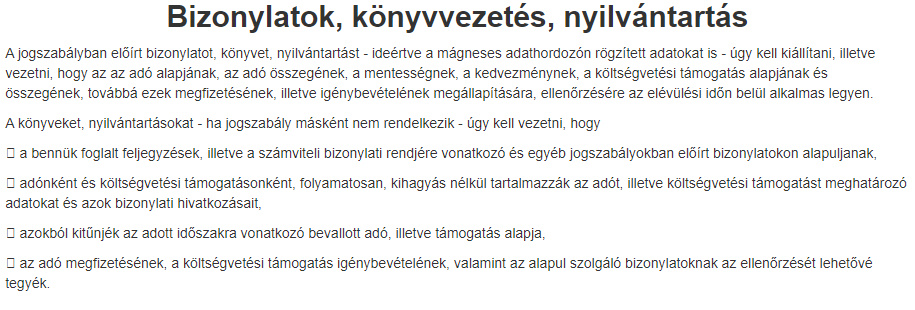 Bizonylatok, könyvvezetés, nyilvántartás
A jogszabályban előírt bizonylatot, könyvet, nyilvántartást - ideértve a mágneses adathordozón rögzített adatokat is - úgy kell kiállítani, illetve
vezetni, hogy az az adó alapjának, az adó összegének, a mentességnek, a kedvezménynek, a költségvetési támogatás alapjának és
összegének, továbbá ezek megfizetésének, illetve igénybevételének megállapítására, ellenőrzésére az elévülési időn belül alkalmas legyen.
A könyveket, nyilvántartásokat - ha jogszabály másként nem rendelkezik - úgy kell vezetni, hogy
 a bennük foglalt feljegyzések, illetve a számviteli bizonylati rendjére vonatkozó és egyéb jogszabályokban előírt bizonylatokon alapuljanak,
 adónként és költségvetési támogatásonként, folyamatosan, kihagyás nélkül tartalmazzák az adót, illetve költségvetési támogatást meghatározó
adatokat és azok bizonylati hivatkozásait,
 azokból kitűnjék az adott időszakra vonatkozó bevallott adó, illetve támogatás alapja,
 az adó megfizetésének, a költségvetési támogatás igénybevételének, valamint az alapul szolgáló bizonylatoknak az ellenőrzését lehetővé
tegyék.